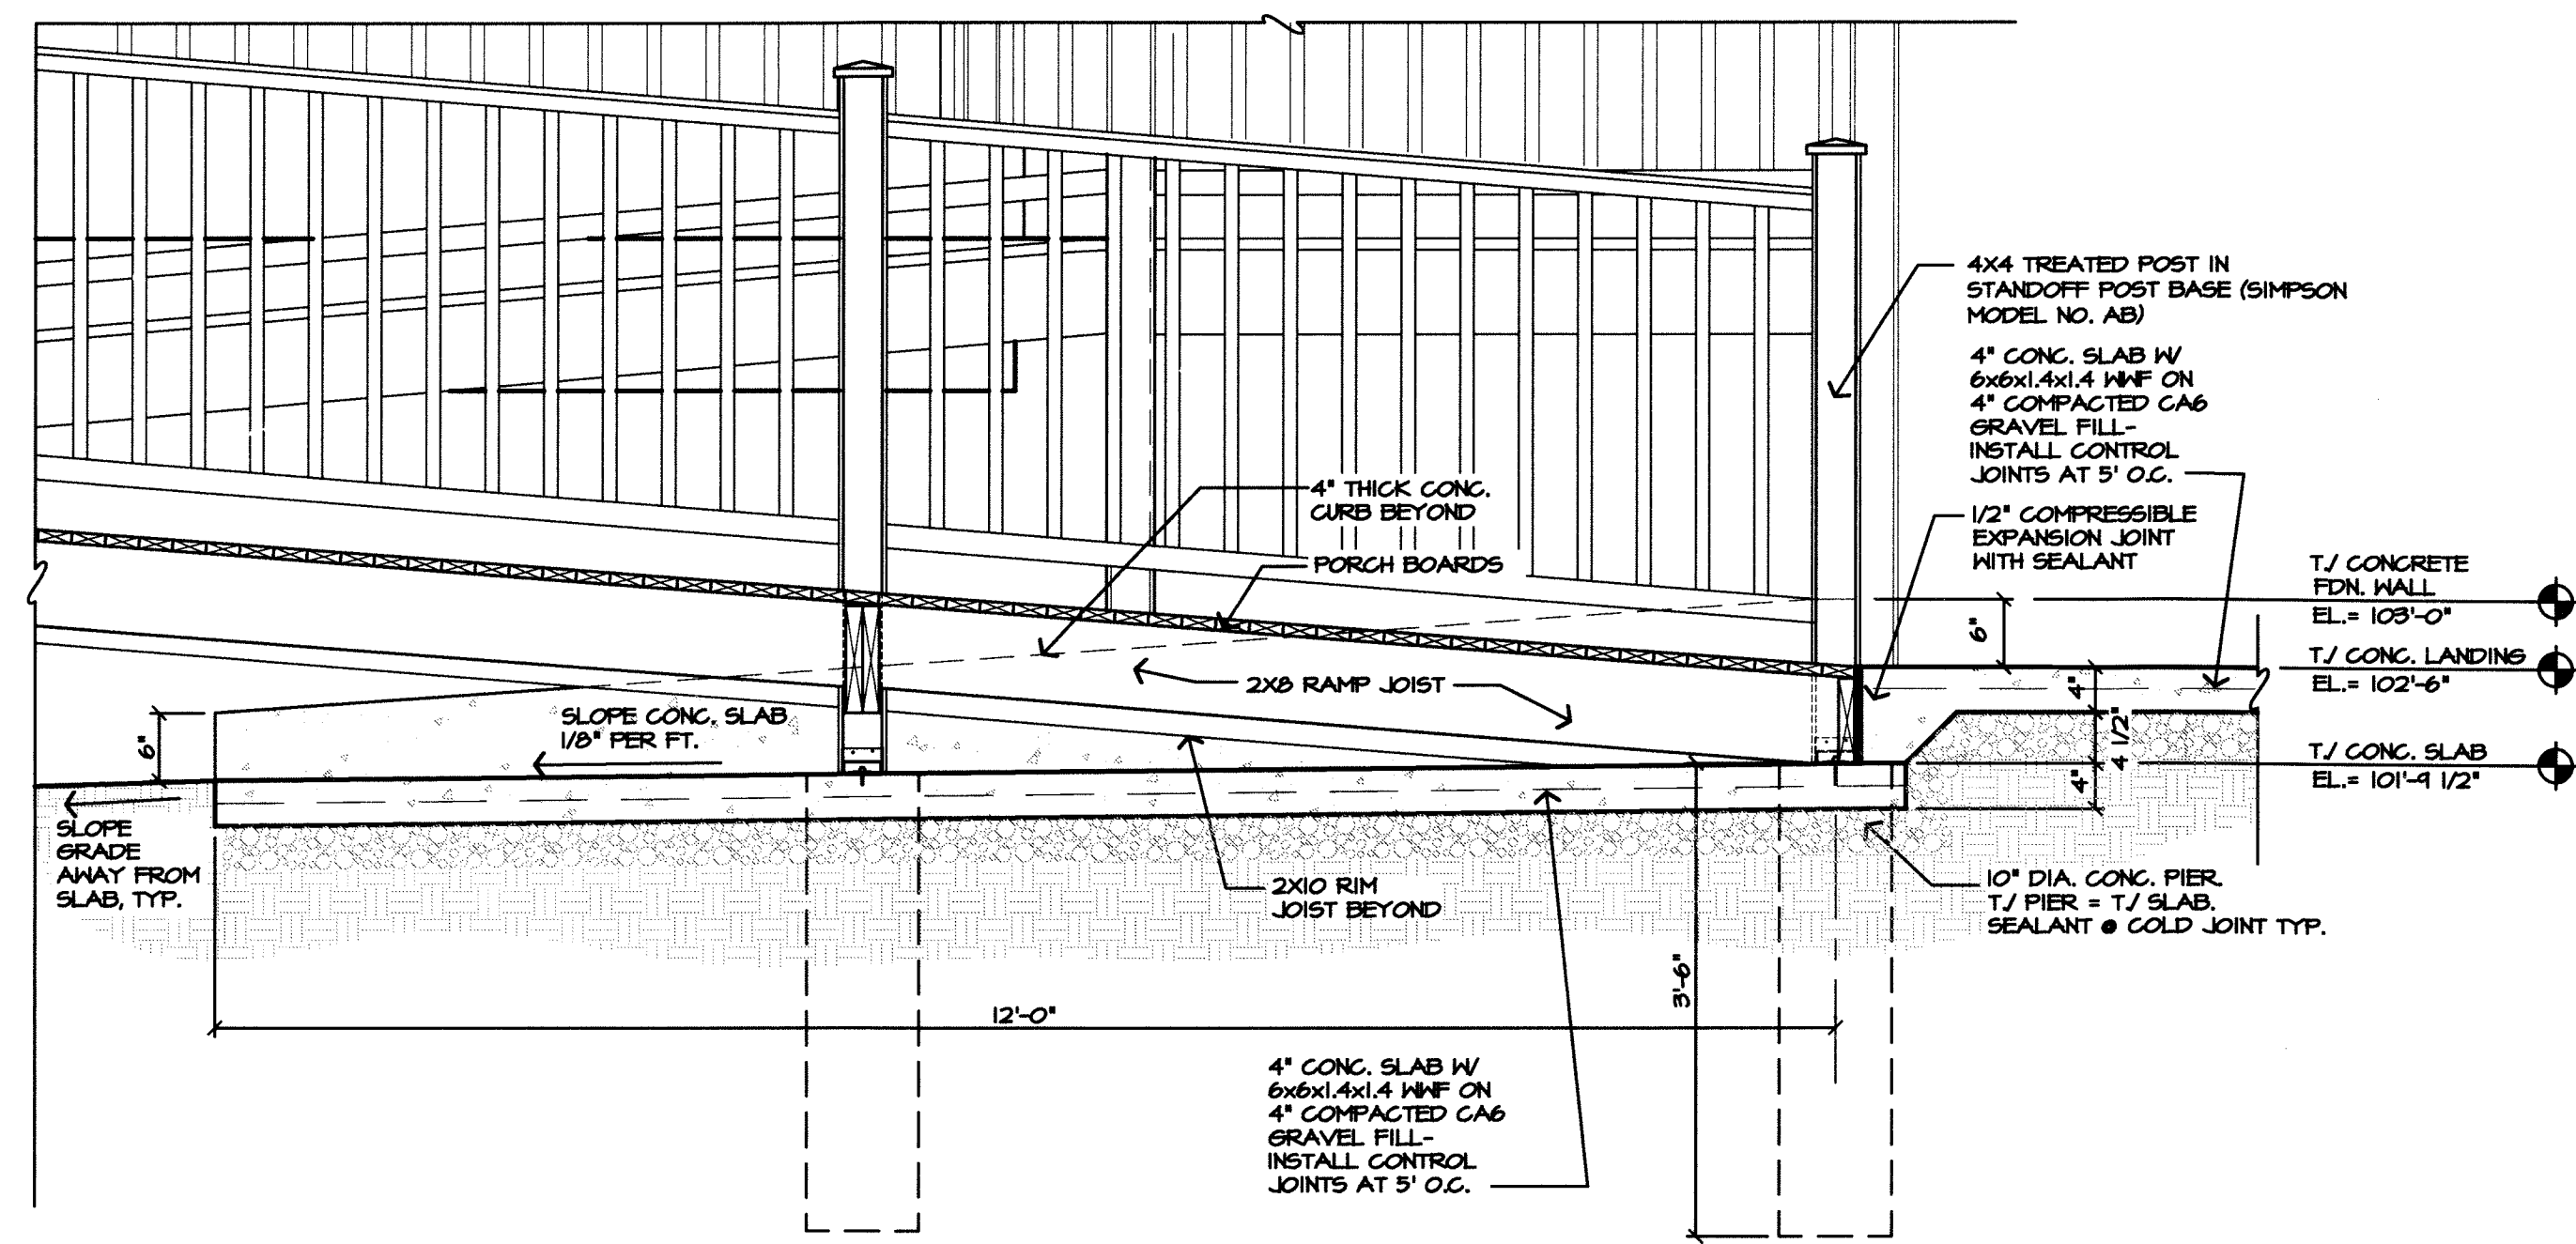 4X4 TREATED POST IN
STANDOFF POST BASE (SIMPSON
MODEL NO. AB)
4" CONC. SLAB W/
6x6x1.4x1.4 WWF ON
4" COMPACTED CA6
GRAVEL FILL-
INSTALL CONTROL
JOINTS AT 5' O.C.
4" THICK CONC.
CURB BEYOND
1/2" COMPRESSIBLE
EXPANSION JOINT
WITH SEALANT
PORCH BOARDS
T./ CONCRETE
FDN. WALL
EL.= 103'-0"
6"
T./ CONC. LANDING
EL.= 102'-6"
2X8 RAMP JOIST
4"
SLOPE CONC. SLAB
1/8" PER FT.
6"
4 1/2"
T./ CONC. SLAB
EL.= 101'-9 1/2"
4"
SLOPE
GRADE
AWAY FROM
SLAB, TYP.
2X10 RIM
JOIST BEYOND
10" DIA. CONC. PIER.
T./ PIER = T./ SLAB.
SEALANT @ COLD JOINT TYP.
3'-6"
12'-0"
4" CONC. SLAB W/
6x6x1.4x1.4 WWF ON
4" COMPACTED CA6
GRAVEL FILL-
INSTALL CONTROL
JOINTS AT 5' O.C.